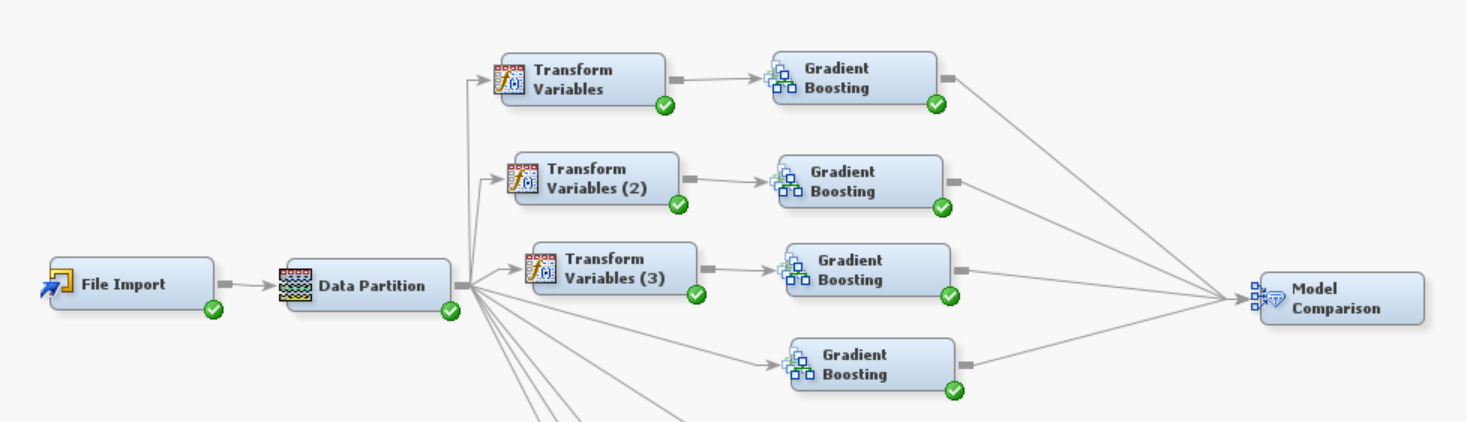 Transform
Variables
Gradient
Boosting
Transform
Variables (2)
Gradient
Boosting
Transform
Variables (3)
Gradient
Boosting
File Import
Data Partition
Model
Comparison
Gradient
Boosting